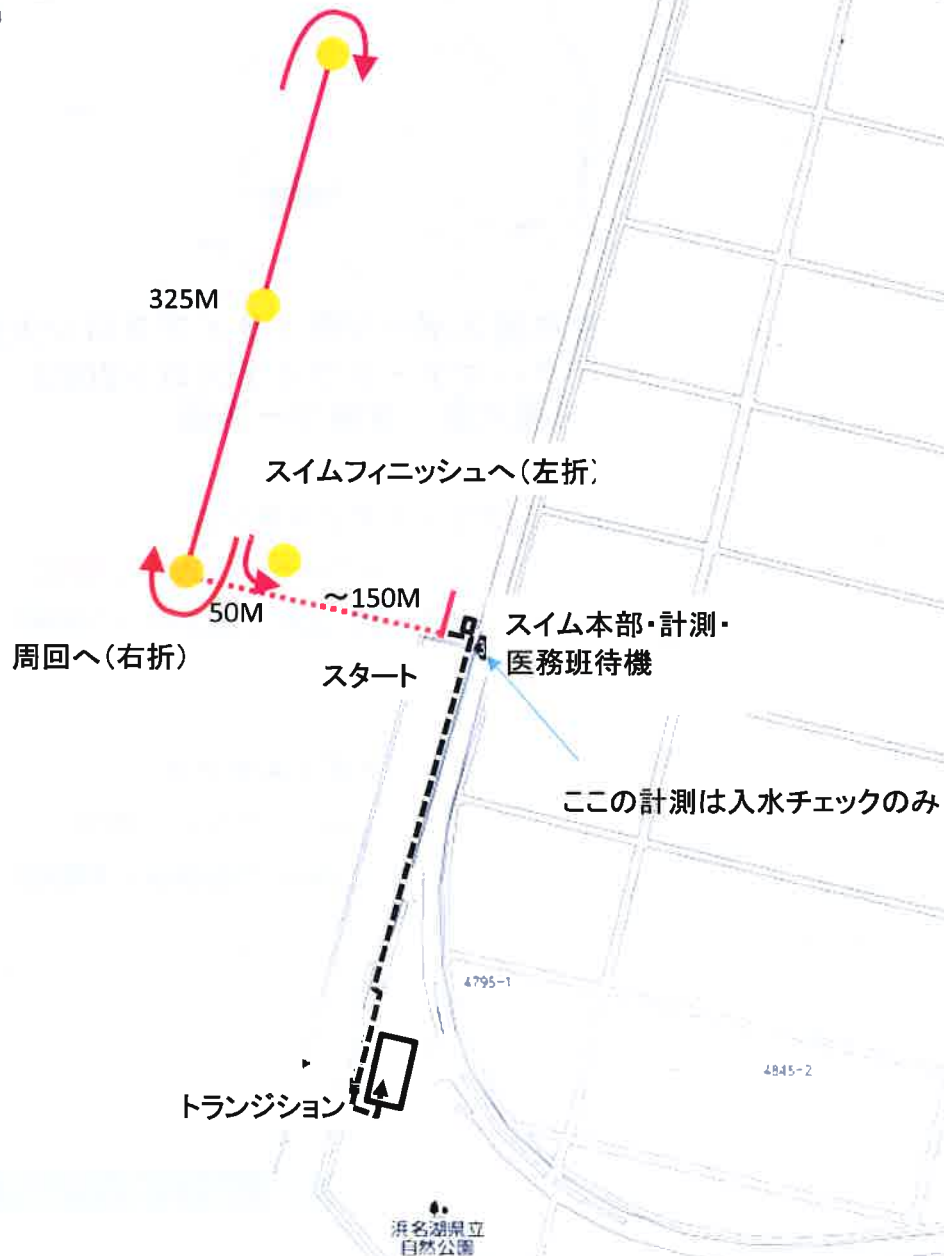 325M
スイムフィニッシュへ(左折)
50M
~150M
周回へ(右折)
スタート
スイム本部・計測・
医務班待機
ここの計測は入水チェックのみ
4795-1
4845-2
トランジション
浜名湖県立
自然公園